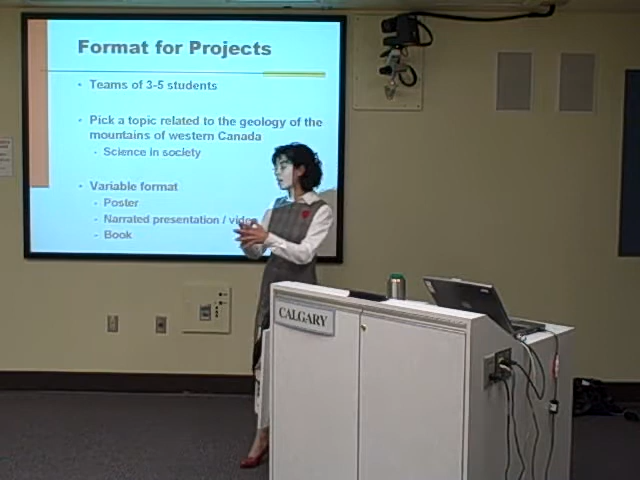 Format for Projects
Teams of 3-5 students
Pick a topic related to the geology of the
mountains of western Canada
Science in society
Variable format
Poster
Narrated presentation / video
Book
CALGARY